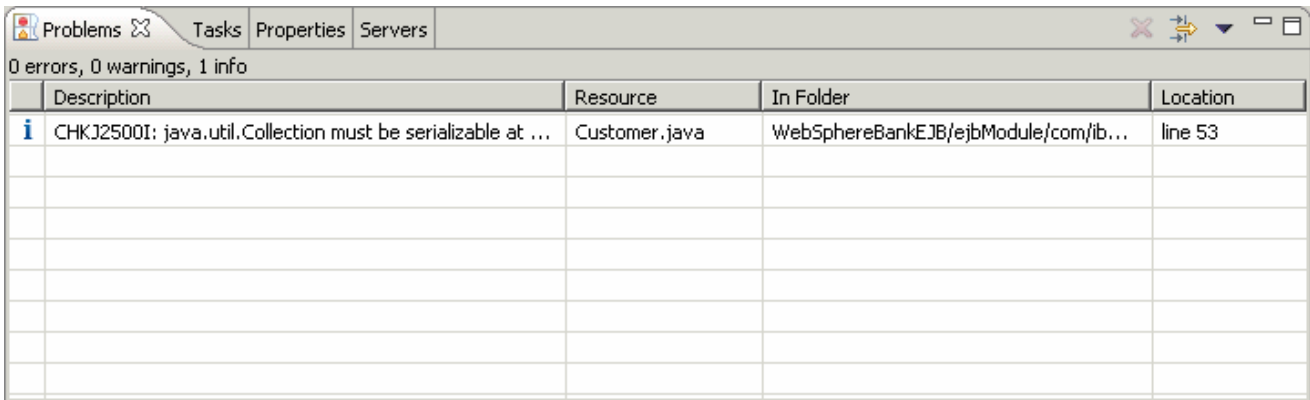 Problems Tasks Properties Servers
0 errors, 0 warnings, 1 info
Description Resource In Folder Location
i CHKJ2500I: java.util.Collection must be serializable at ... Customer.java WebSphereBankEJB/ejbModule/com/ib... line 53